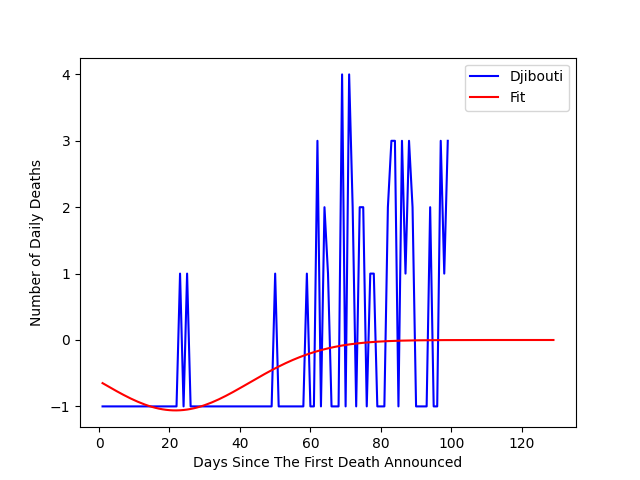 Djibouti
Fit
Number of Daily Deaths
4
3
2
1
0
−1
0 20 40 60 80 100 120
Days Since The First Death Announced